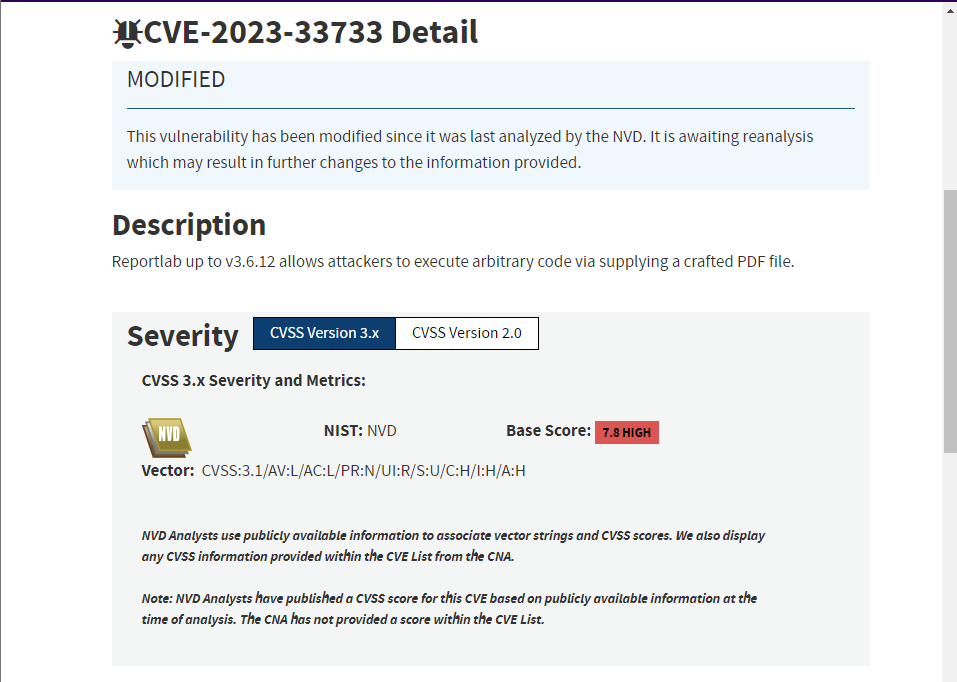 CVE-2023-33733 Detail
MODIFIED
This vulnerability has been modified since it was last analyzed by the NVD. It is awaiting reanalysis
which may result in further changes to the information provided.
Description
Reportlab up to v3.6.12 allows attackers to execute arbitrary code via supplying a crafted PDF file.
Severity CVSS Version 3.x CVSS Version 2.0
CVSS 3.x Severity and Metrics:
NVD NIST: NVD Base Score: 7.8 HIGH
Vector: CVSS:3.1/AV:L/AC:L/PR:N/UI:R/S:U/C:H/I:H/A:H
NVD Analysts use publicly available information to associate vector strings and CVSS scores. We also display
any CVSS information provided within the CVE List from the CNA.
Note: NVD Analysts have published a CVSS score for this CVE based on publicly available information at the
time of analysis. The CNA has not provided a score within the CVE List.